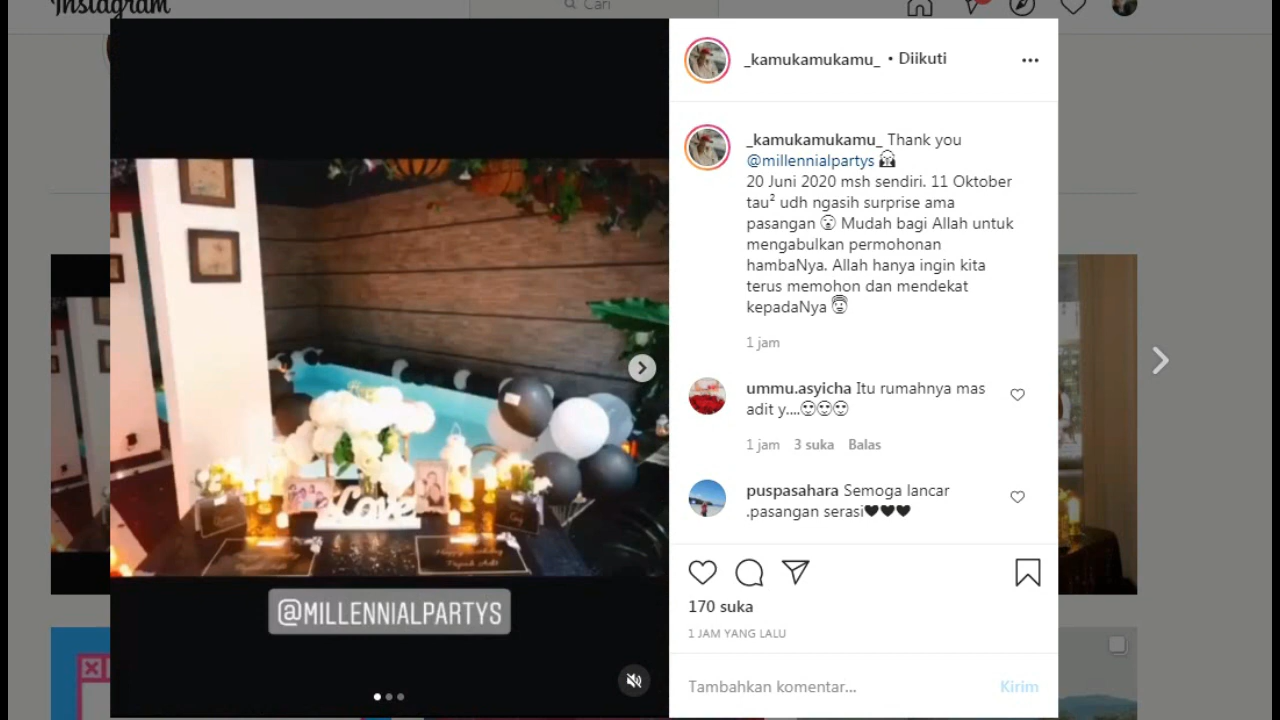 Instagram
Cari
_kamukamukamu_ • Diikuti
_kamukamukamu_ Thank you
@millennialpartys
20 Juni 2020 msh sendiri. 11 Oktober
tau² udh ngasih surprise ama
pasangan 😮 Mudah bagi Allah untuk
mengabulkan permohonan
hambaNya. Allah hanya ingin kita
terus memohon dan mendekat
kepadaNya 😇
1 jam
ummu.asyicha Itu rumahnya mas
adit y....😍😍😍
1 jam 3 suka Balas
puspasahara Semoga lancar
.pasangan serasi🖤🖤🖤
170 suka
1 JAM YANG LALU
Tambahkan komentar... Kirim
Love
@MILLENNIALPARTYS